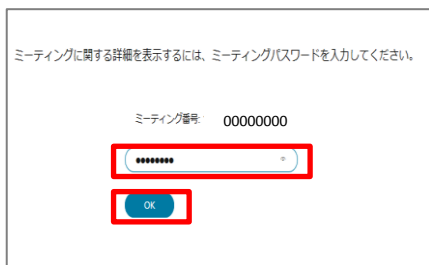 ミーティングに関する詳細を表示するには、ミーティングパスワードを入力してください。
ミーティング番号: 00000000
••••••••
OK